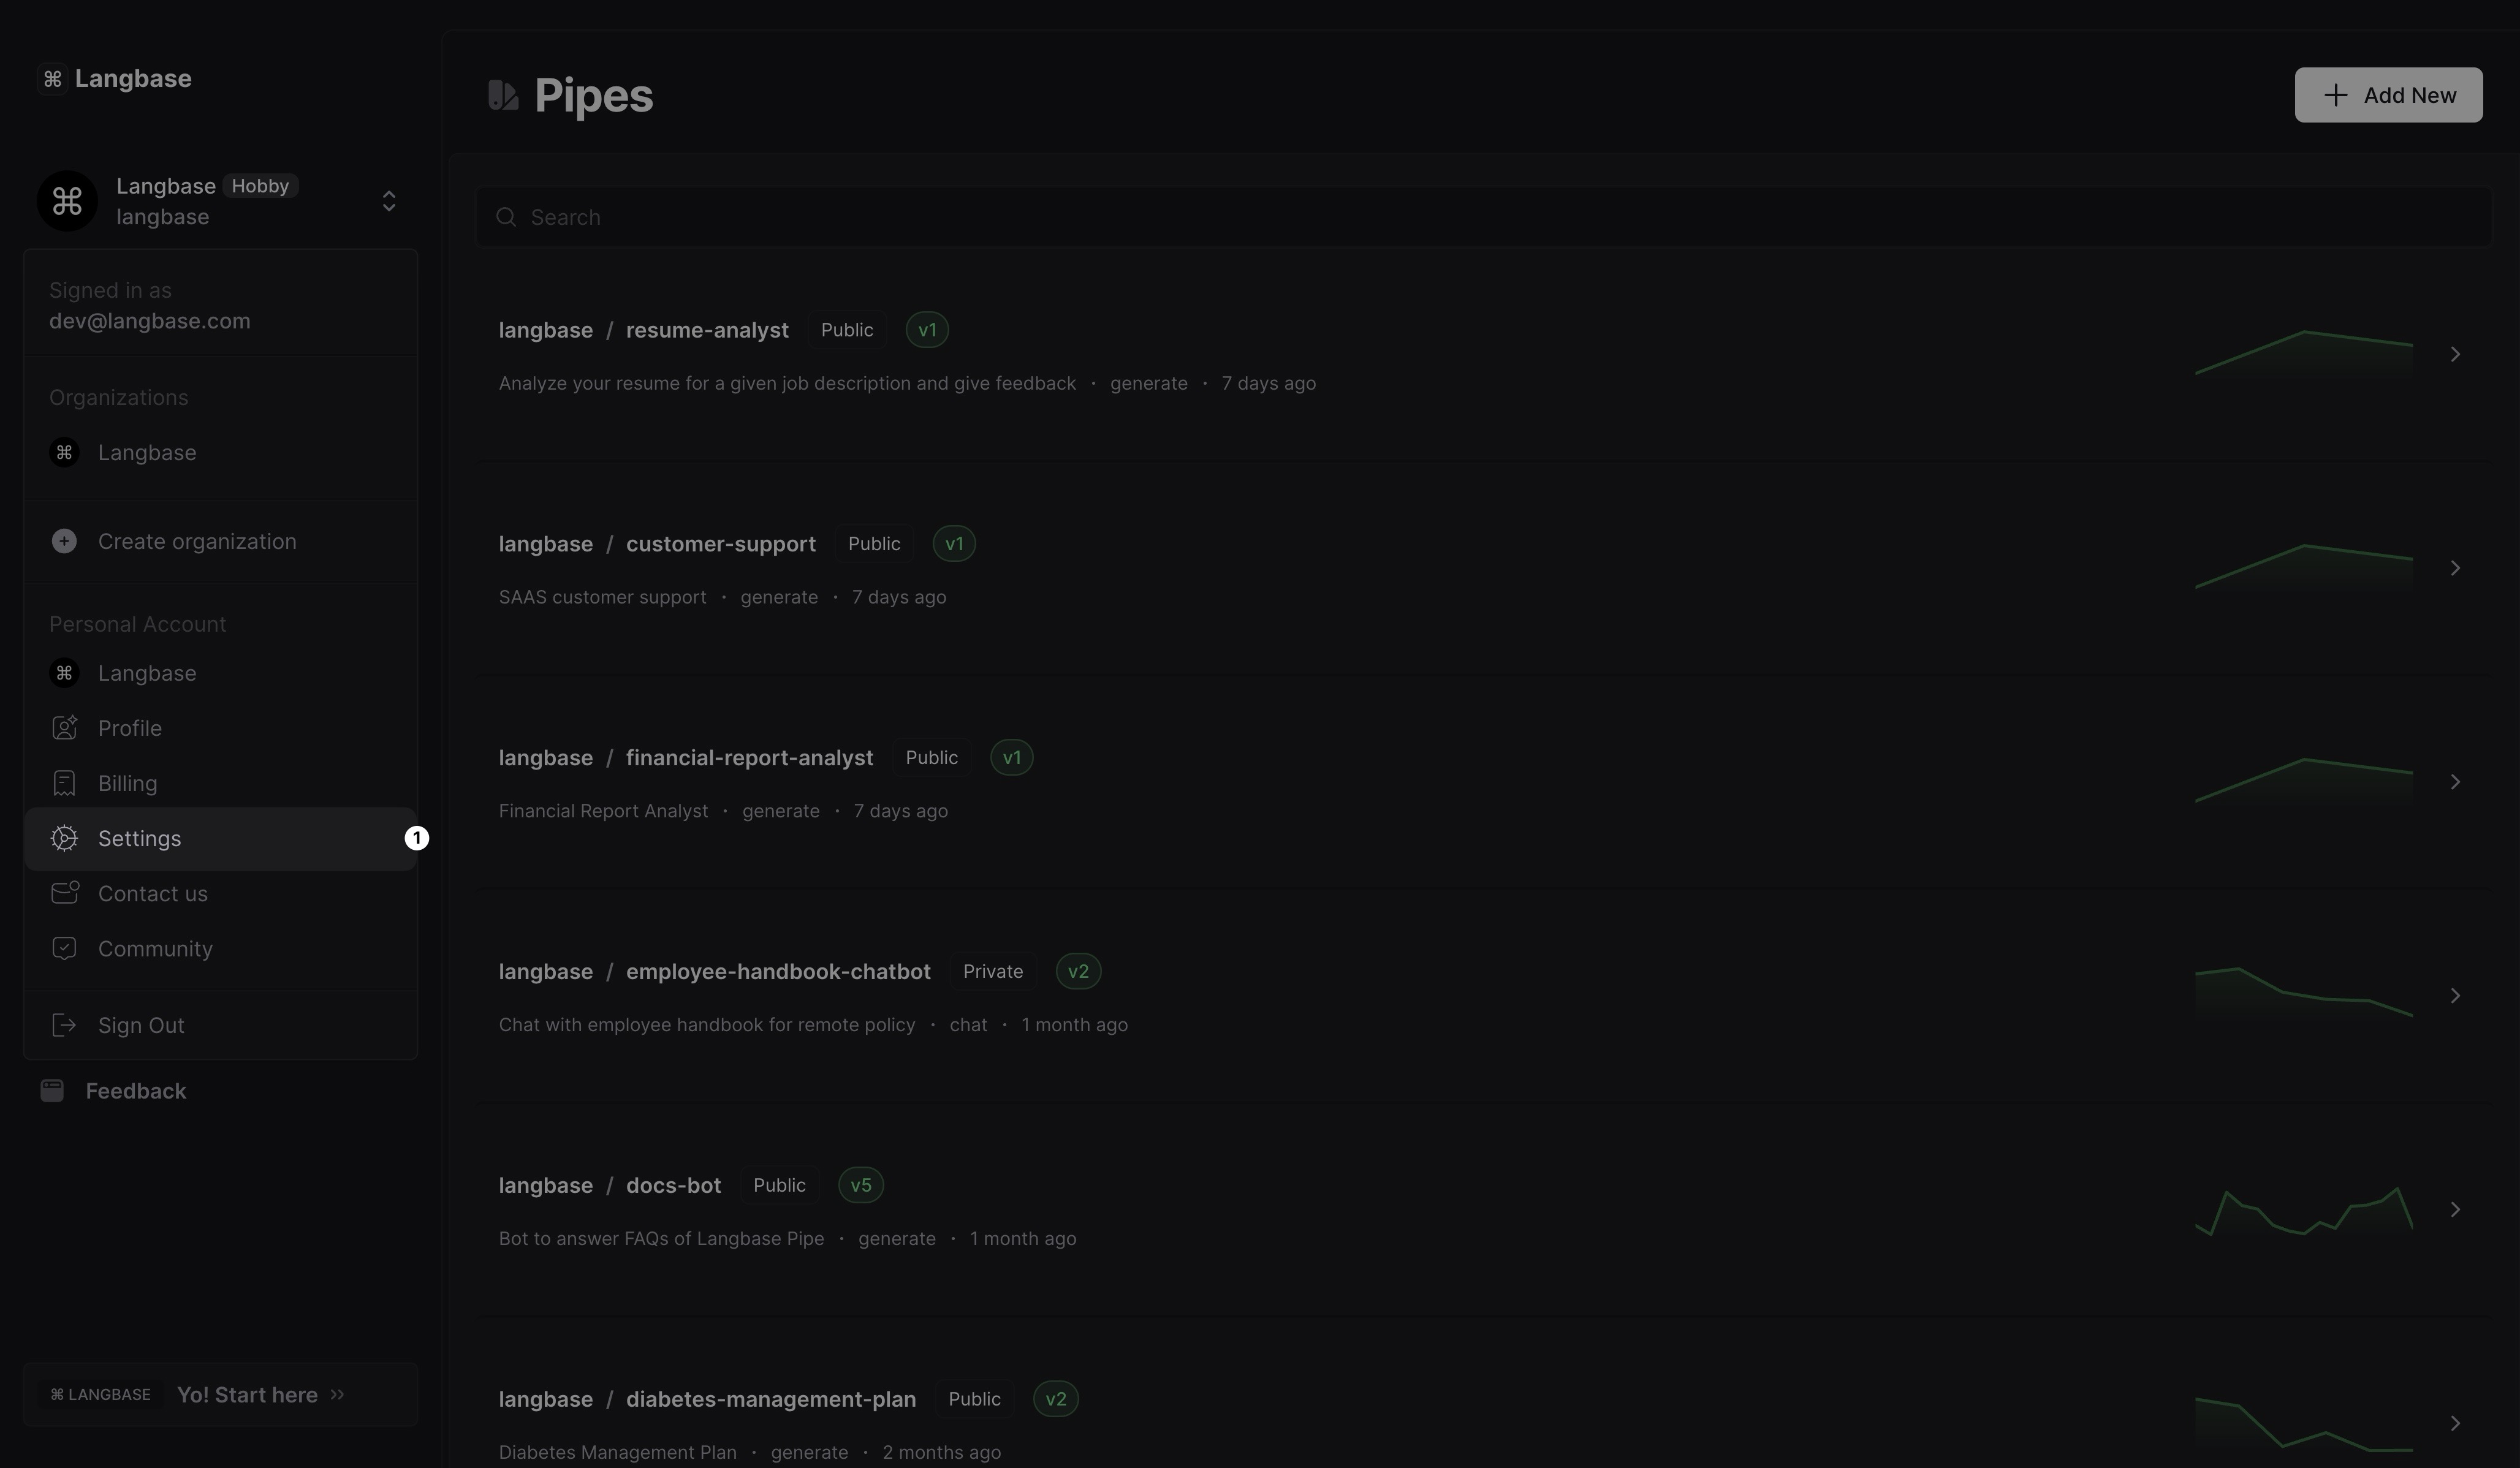 Langbase
Langbase Hobby
langbase
Signed in as
dev@langbase.com
Organizations
Langbase
Create organization
Personal Account
Langbase
Profile
Billing
Settings 1
Contact us
Community
Sign Out
Feedback
⌘ LANGBASE Yo! Start here
Pipes
Add New
Search
langbase / resume-analyst Public v1
Analyze your resume for a given job description and give feedback · generate · 7 days ago
langbase / customer-support Public v1
SAAS customer support · generate · 7 days ago
langbase / financial-report-analyst Public v1
Financial Report Analyst · generate · 7 days ago
langbase / employee-handbook-chatbot Private v2
Chat with employee handbook for remote policy · chat · 1 month ago
langbase / docs-bot Public v5
Bot to answer FAQs of Langbase Pipe · generate · 1 month ago
langbase / diabetes-management-plan Public v2
Diabetes Management Plan · generate · 2 months ago